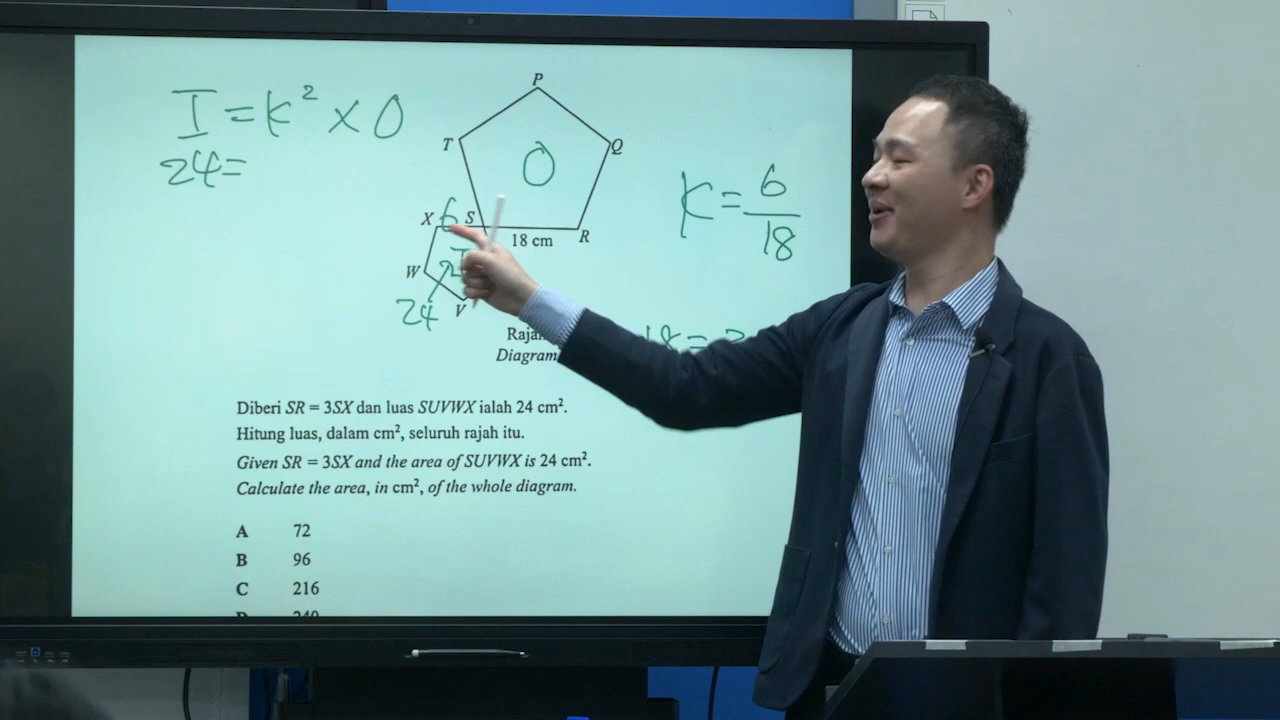 I = k² × O
24=
P
T
Q
O
X 6 S
R
18 cm
W
V
24
K = 6/18
18 =
Diagram
Diberi SR = 3SX dan luas SUVWX ialah 24 cm².
Hitung luas, dalam cm², seluruh rajah itu.
Given SR = 3SX and the area of SUVWX is 24 cm².
Calculate the area, in cm², of the whole diagram.
A 72
B 96
C 216